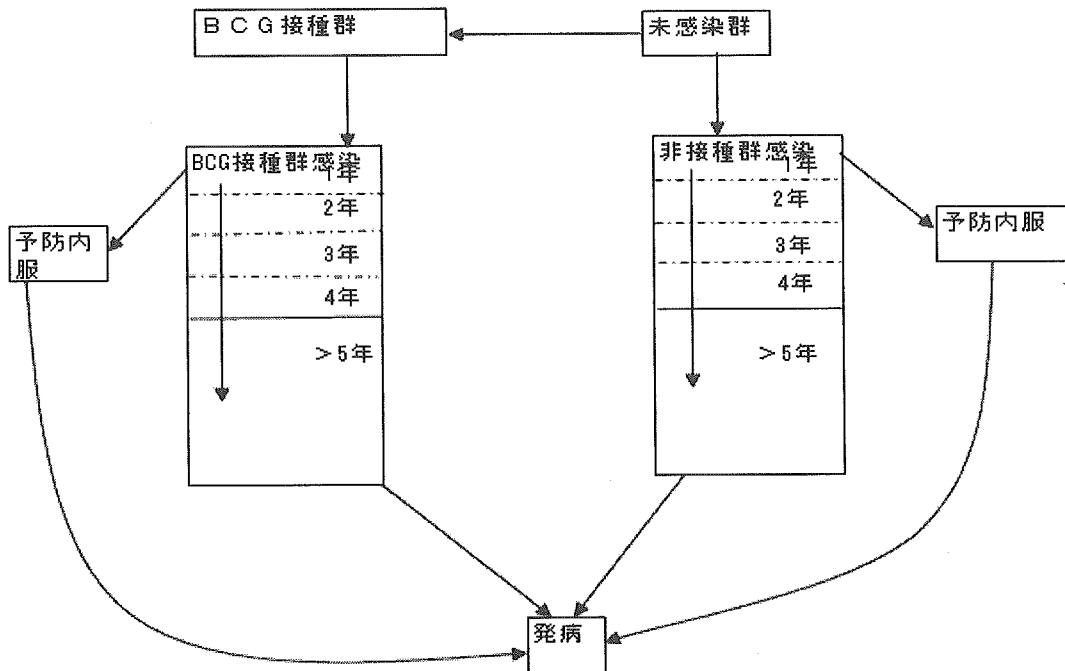 ＢＣＧ接種群
未感染群
BCG接種群感染
1年
2年
3年
4年
＞5年
非接種群感染
1年
2年
3年
4年
＞5年
予防内
服
予防内服
発病